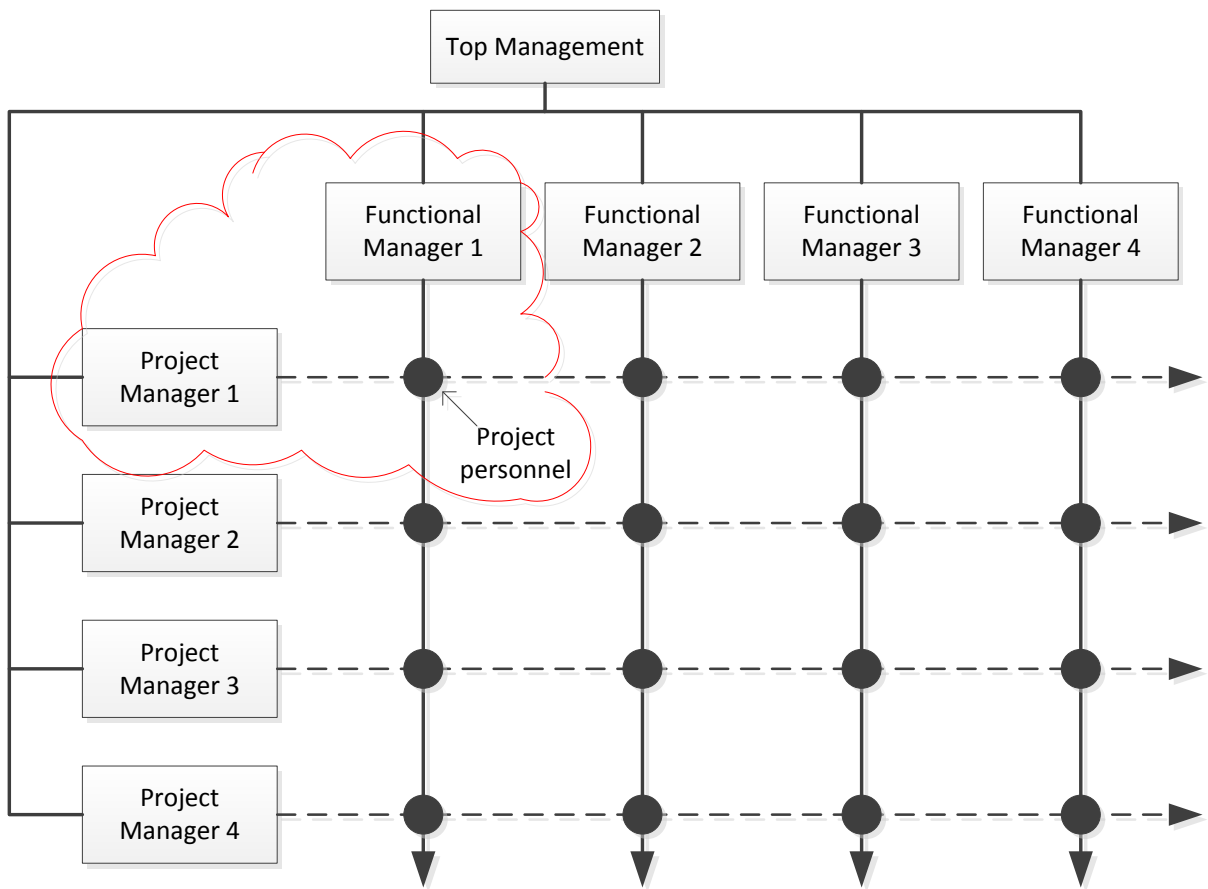 Top Management
Functional
Manager 1
Functional
Manager 2
Functional
Manager 3
Functional
Manager 4
Project
Manager 1
Project
personnel
Project
Manager 2
Project
Manager 3
Project
Manager 4